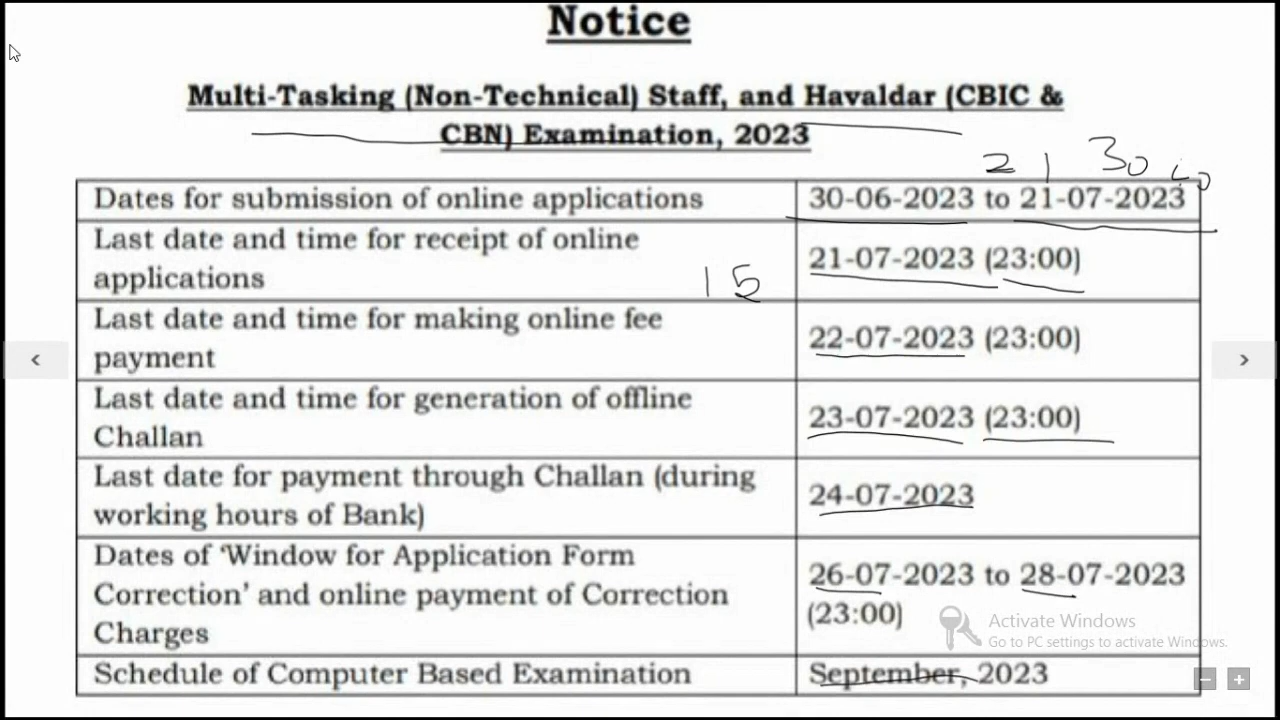 Notice
Multi-Tasking (Non-Technical) Staff, and Havaldar (CBIC &
CBN) Examination, 2023
2 1 30
Dates for submission of online applications 30-06-2023 to 21-07-2023
Last date and time for receipt of online
applications 21-07-2023 (23:00)
15
Last date and time for making online fee
payment 22-07-2023 (23:00)
Last date and time for generation of offline
Challan 23-07-2023 (23:00)
Last date for payment through Challan (during
working hours of Bank) 24-07-2023
Dates of 'Window for Application Form
Correction' and online payment of Correction
Charges 26-07-2023 to 28-07-2023
(23:00)
Activate Windows
Go to PC settings to activate Windows.
Schedule of Computer Based Examination September, 2023